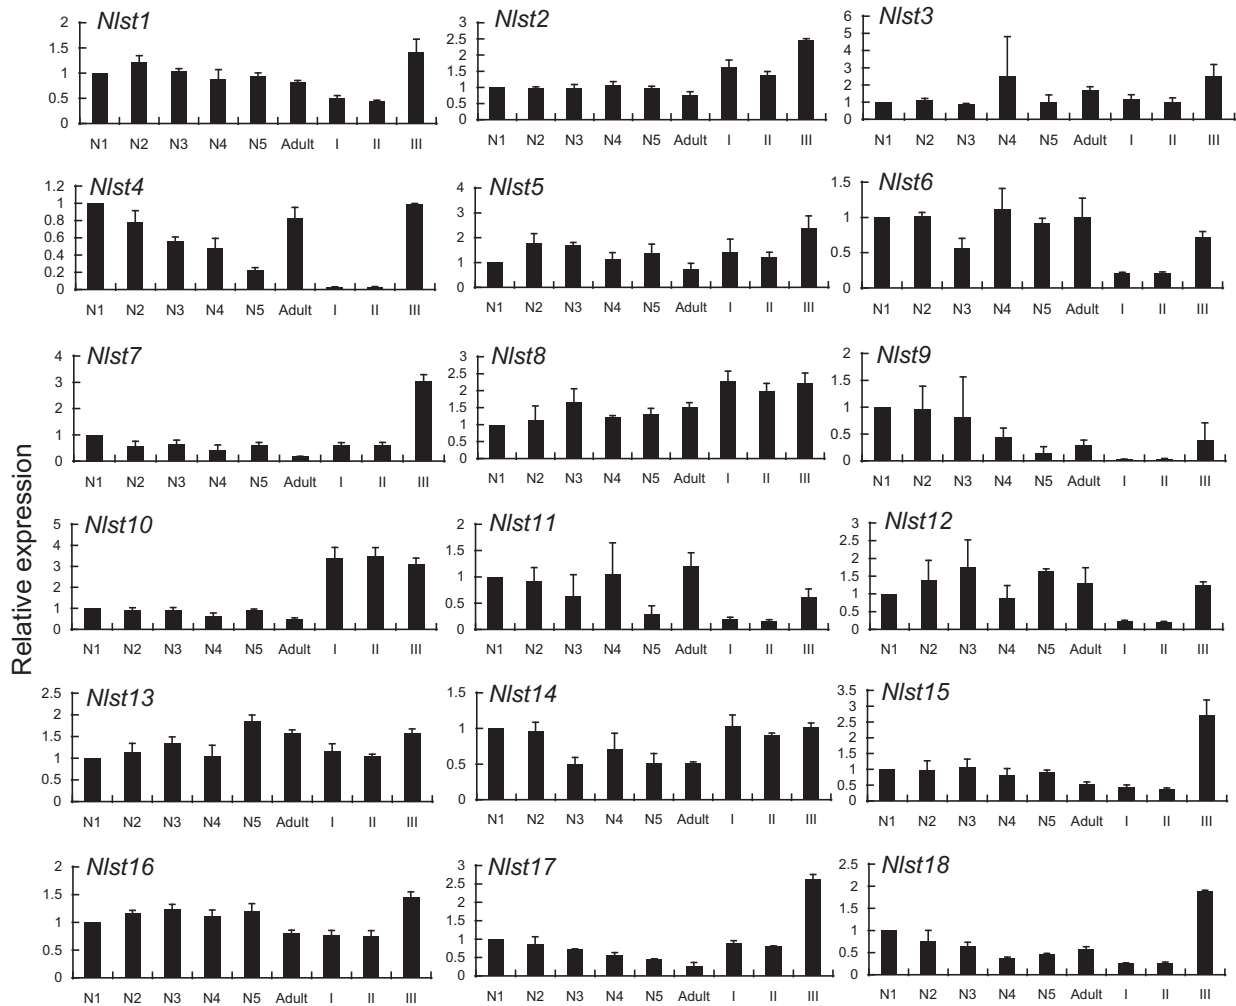 Relative expression
Nlst1
2
1.5
1
0.5
0
N1 N2 N3 N4 N5 Adult I II III
Nlst2
3
2.5
2
1.5
1
0.5
0
N1 N2 N3 N4 N5 Adult I II III
Nlst3
6
5
4
3
2
1
0
N1 N2 N3 N4 N5 Adult I II III
Nlst4
1.2
1
0.8
0.6
0.4
0.2
0
N1 N2 N3 N4 N5 Adult I II III
Nlst5
4
3
2
1
0
N1 N2 N3 N4 N5 Adult I II III
Nlst6
1.5
1
0.5
0
N1 N2 N3 N4 N5 Adult I II III
Nlst7
4
3
2
1
0
N1 N2 N3 N4 N5 Adult I II III
Nlst8
3
2.5
2
1.5
1
0.5
0
N1 N2 N3 N4 N5 Adult I II III
Nlst9
2
1
0.5
0
N1 N2 N3 N4 N5 Adult I II III
Nlst10
5
4
3
2
1
0
N1 N2 N3 N4 N5 Adult I II III
Nlst11
2
1.5
1
0.5
0
N1 N2 N3 N4 N5 Adult I II III
Nlst12
3
2.5
2
1.5
1
0.5
0
N1 N2 N3 N4 N5 Adult I II III
Nlst13
2.5
2
1.5
1
0.5
0
N1 N2 N3 N4 N5 Adult I II III
Nlst14
1.5
1
0.5
0
N1 N2 N3 N4 N5 Adult I II III
Nlst15
3.5
3
2.5
2
1.5
1
0.5
0
N1 N2 N3 N4 N5 Adult I II III
Nlst16
2
1.5
1
0.5
0
N1 N2 N3 N4 N5 Adult I II III
Nlst17
3
2.5
2
1.5
1
0.5
0
N1 N2 N3 N4 N5 Adult I II III
Nlst18
2.5
2
1.5
1
0.5
0
N1 N2 N3 N4 N5 Adult I II III